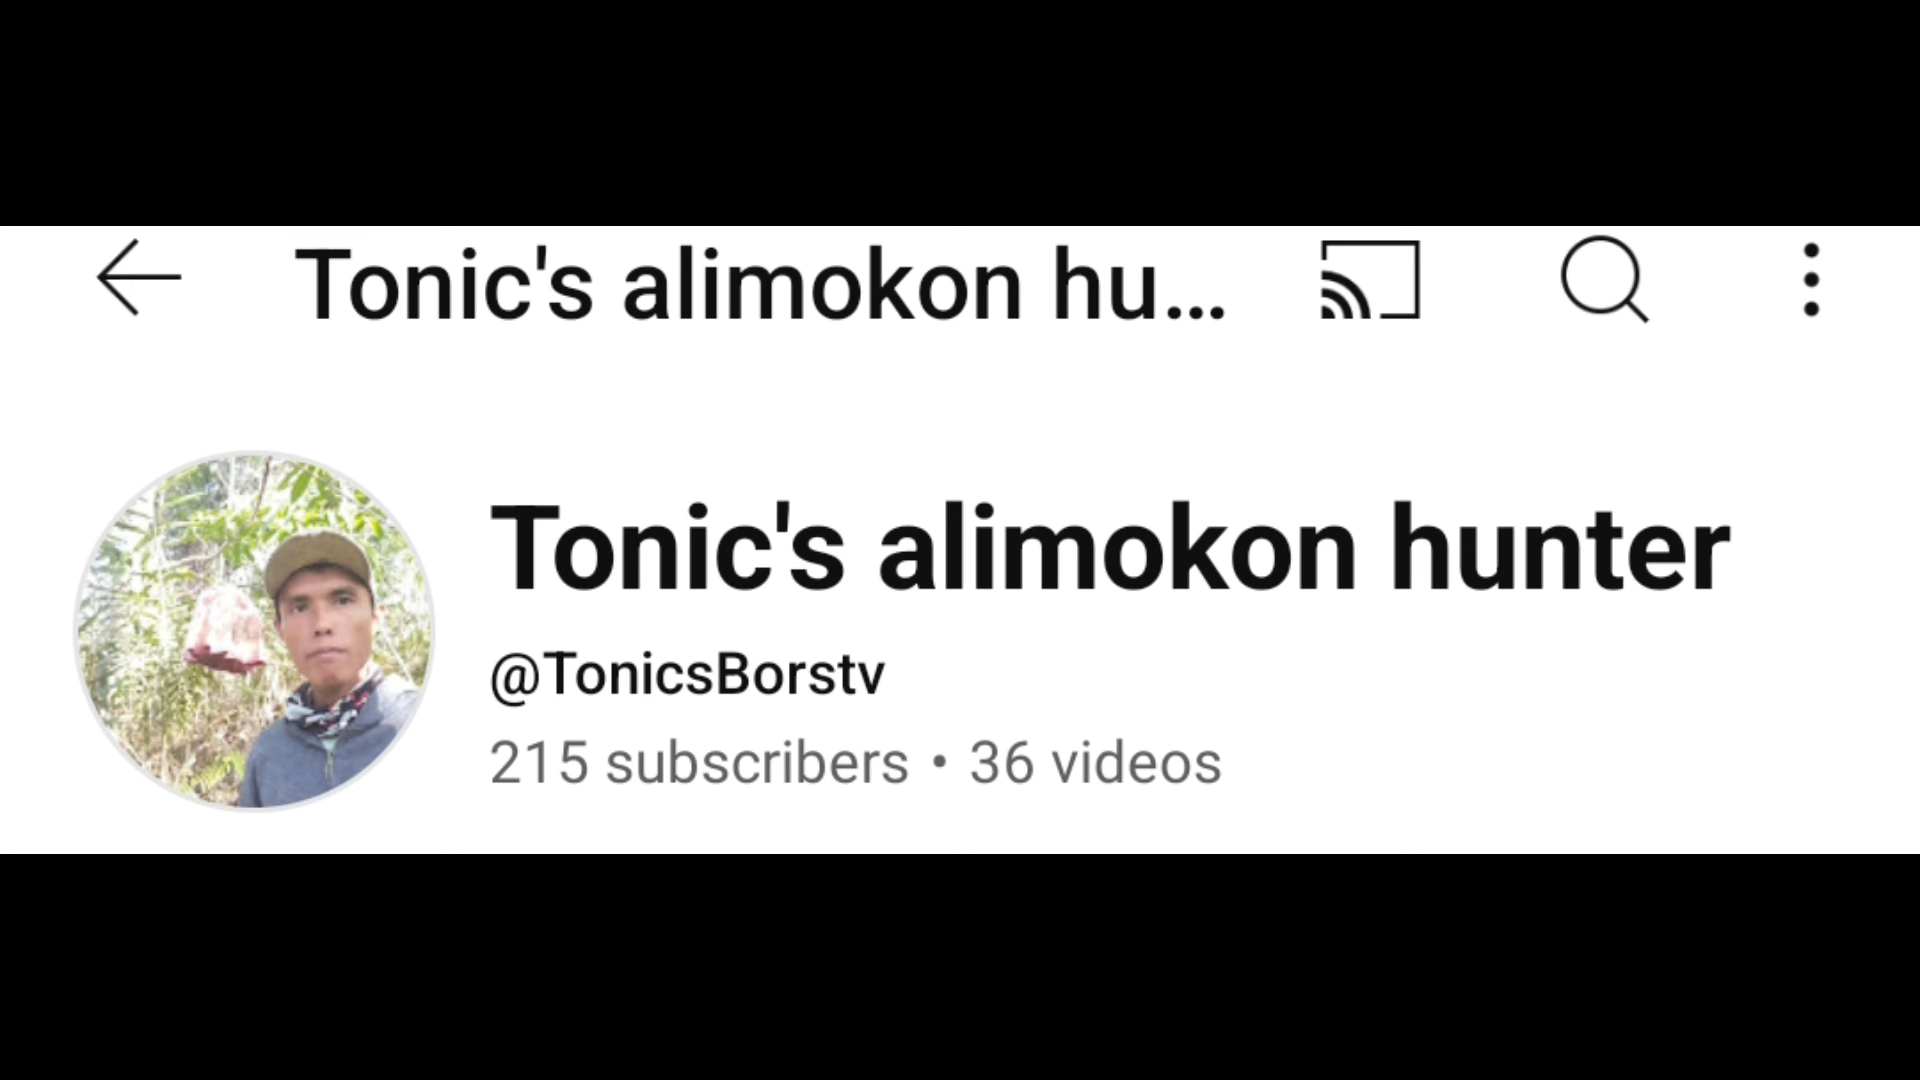 Tonic's alimokon hu...
Tonic's alimokon hunter
@TonicsBorstv
215 subscribers • 36 videos